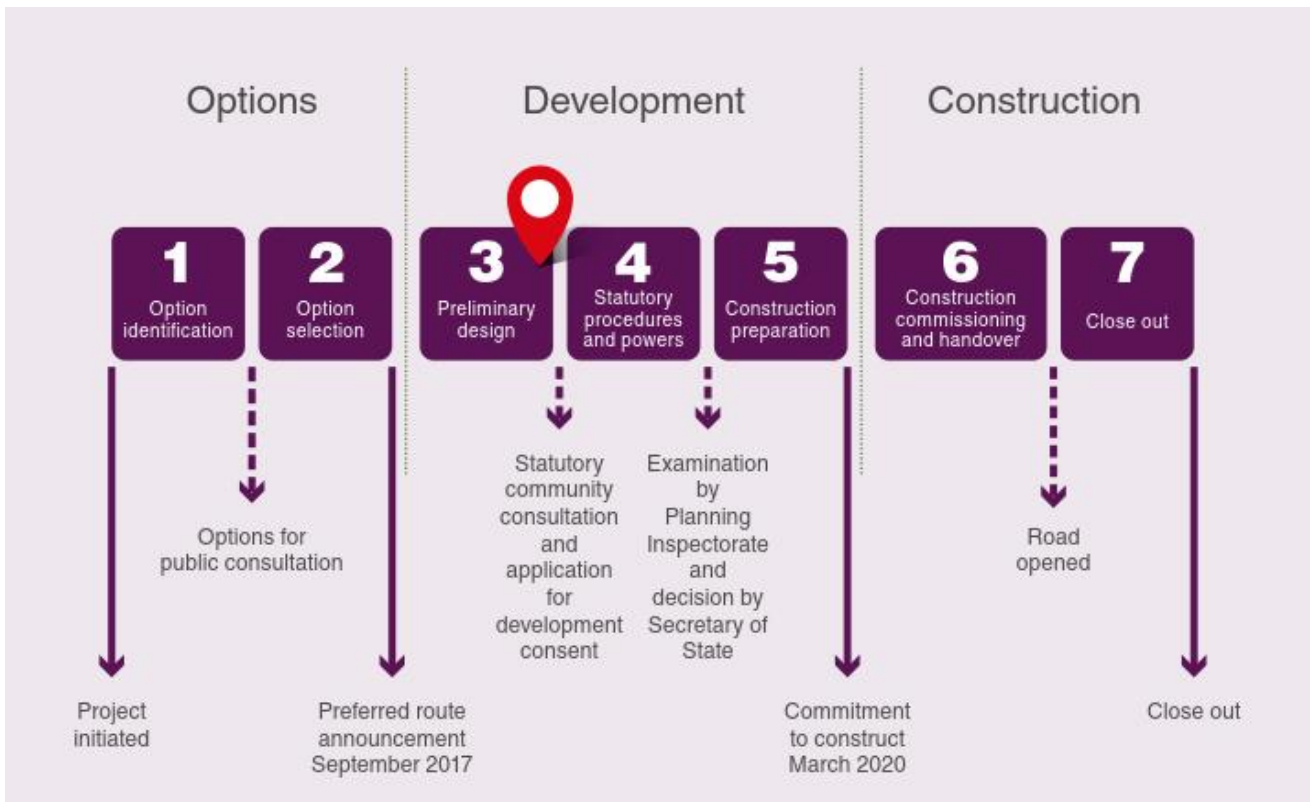 Options
Development
Construction
1
Option
identification
2
Option
selection
3
Preliminary
design
4
Statutory
procedures
and powers
5
Construction
preparation
6
Construction
commissioning
and handover
7
Close out
Options for
public consultation
Statutory
community
consultation
and
application
for
development
consent
Examination
by
Planning
Inspectorate
and
decision by
Secretary of
State
Road
opened
Project
initiated
Preferred route
announcement
September 2017
Commitment
to construct
March 2020
Close out